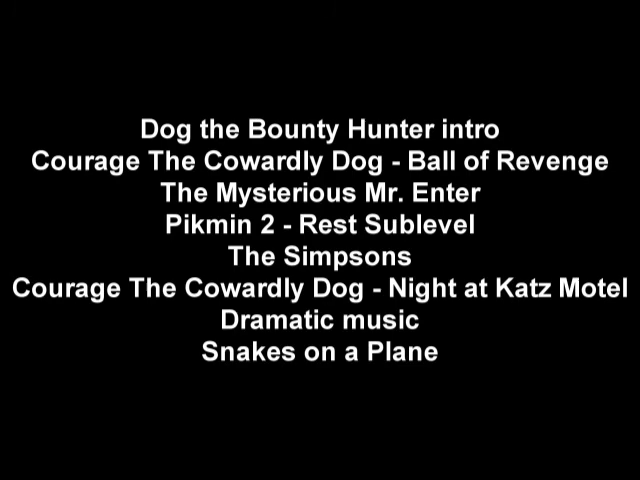 Dog the Bounty Hunter intro
Courage The Cowardly Dog - Ball of Revenge
The Mysterious Mr. Enter
Pikmin 2 - Rest Sublevel
The Simpsons
Courage The Cowardly Dog - Night at Katz Motel
Dramatic music
Snakes on a Plane